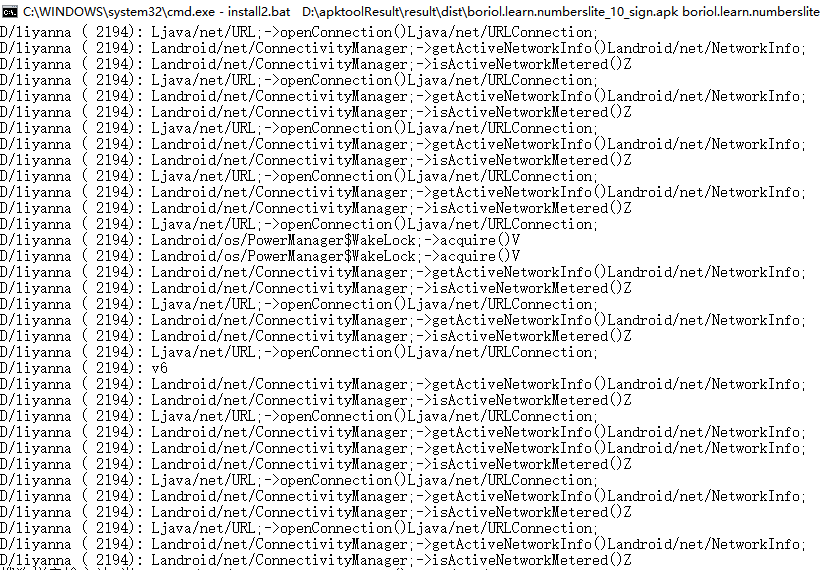 C:\WINDOWS\system32\cmd.exe - install2.bat  D:\apktoolResult\result\dist\boriol.learn.numberslite_10_sign.apk boriol.learn.numberslite
D/liyanna ( 2194): Ljava/net/URL;->openConnection()Ljava/net/URLConnection;
D/liyanna ( 2194): Landroid/net/ConnectivityManager;->getActiveNetworkInfo()Landroid/net/NetworkInfo;
D/liyanna ( 2194): Landroid/net/ConnectivityManager;->isActiveNetworkMetered()Z
D/liyanna ( 2194): Ljava/net/URL;->openConnection()Ljava/net/URLConnection;
D/liyanna ( 2194): Landroid/net/ConnectivityManager;->getActiveNetworkInfo()Landroid/net/NetworkInfo;
D/liyanna ( 2194): Landroid/net/ConnectivityManager;->isActiveNetworkMetered()Z
D/liyanna ( 2194): Ljava/net/URL;->openConnection()Ljava/net/URLConnection;
D/liyanna ( 2194): Landroid/net/ConnectivityManager;->getActiveNetworkInfo()Landroid/net/NetworkInfo;
D/liyanna ( 2194): Landroid/net/ConnectivityManager;->isActiveNetworkMetered()Z
D/liyanna ( 2194): Ljava/net/URL;->openConnection()Ljava/net/URLConnection;
D/liyanna ( 2194): Landroid/net/ConnectivityManager;->getActiveNetworkInfo()Landroid/net/NetworkInfo;
D/liyanna ( 2194): Landroid/net/ConnectivityManager;->isActiveNetworkMetered()Z
D/liyanna ( 2194): Ljava/net/URL;->openConnection()Ljava/net/URLConnection;
D/liyanna ( 2194): Landroid/os/PowerManager$WakeLock;->acquire()V
D/liyanna ( 2194): Landroid/os/PowerManager$WakeLock;->acquire()V
D/liyanna ( 2194): Landroid/net/ConnectivityManager;->getActiveNetworkInfo()Landroid/net/NetworkInfo;
D/liyanna ( 2194): Landroid/net/ConnectivityManager;->isActiveNetworkMetered()Z
D/liyanna ( 2194): Ljava/net/URL;->openConnection()Ljava/net/URLConnection;
D/liyanna ( 2194): Landroid/net/ConnectivityManager;->getActiveNetworkInfo()Landroid/net/NetworkInfo;
D/liyanna ( 2194): Landroid/net/ConnectivityManager;->isActiveNetworkMetered()Z
D/liyanna ( 2194): Ljava/net/URL;->openConnection()Ljava/net/URLConnection;
D/liyanna ( 2194): v6
D/liyanna ( 2194): Landroid/net/ConnectivityManager;->getActiveNetworkInfo()Landroid/net/NetworkInfo;
D/liyanna ( 2194): Landroid/net/ConnectivityManager;->isActiveNetworkMetered()Z
D/liyanna ( 2194): Ljava/net/URL;->openConnection()Ljava/net/URLConnection;
D/liyanna ( 2194): Landroid/net/ConnectivityManager;->getActiveNetworkInfo()Landroid/net/NetworkInfo;
D/liyanna ( 2194): Landroid/net/ConnectivityManager;->getActiveNetworkInfo()Landroid/net/NetworkInfo;
D/liyanna ( 2194): Landroid/net/ConnectivityManager;->isActiveNetworkMetered()Z
D/liyanna ( 2194): Ljava/net/URL;->openConnection()Ljava/net/URLConnection;
D/liyanna ( 2194): Landroid/net/ConnectivityManager;->getActiveNetworkInfo()Landroid/net/NetworkInfo;
D/liyanna ( 2194): Landroid/net/ConnectivityManager;->isActiveNetworkMetered()Z
D/liyanna ( 2194): Ljava/net/URL;->openConnection()Ljava/net/URLConnection;
D/liyanna ( 2194): Landroid/net/ConnectivityManager;->getActiveNetworkInfo()Landroid/net/NetworkInfo;
D/liyanna ( 2194): Landroid/net/ConnectivityManager;->isActiveNetworkMetered()Z